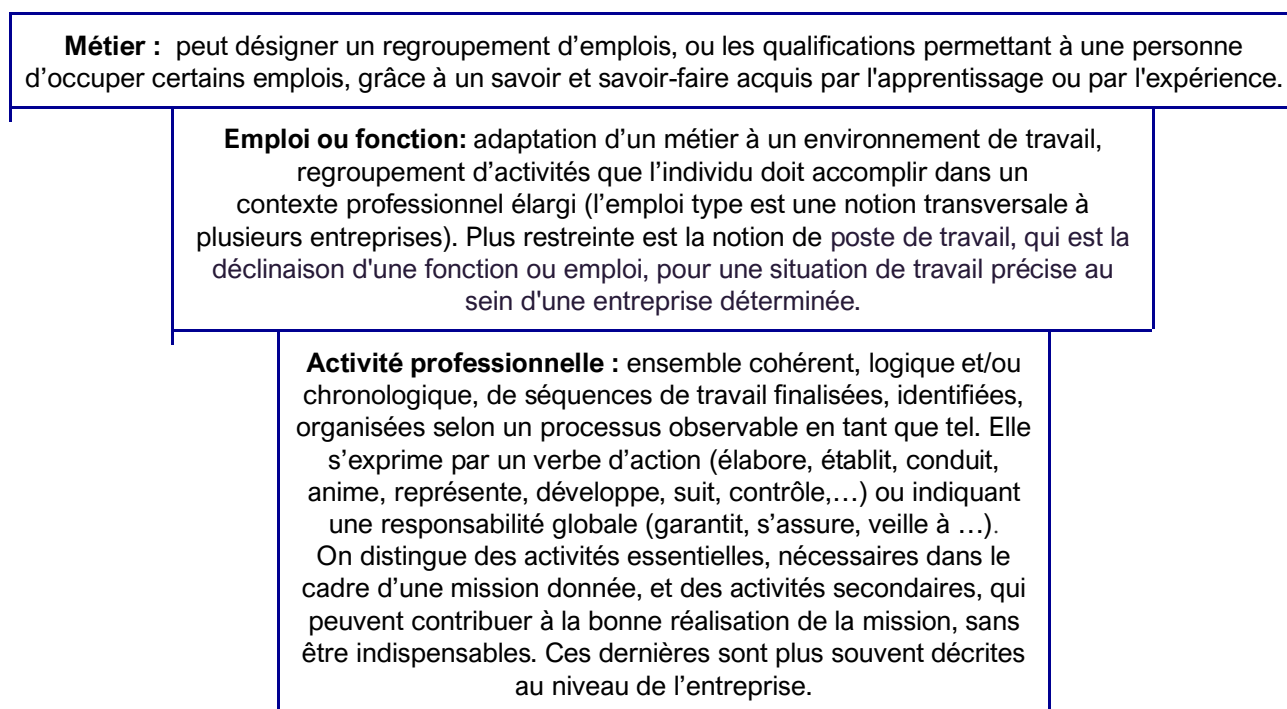 Métier : peut désigner un regroupement d’emplois, ou les qualifications permettant à une personne
d’occuper certains emplois, grâce à un savoir et savoir-faire acquis par l'apprentissage ou par l'expérience.
Emploi ou fonction: adaptation d’un métier à un environnement de travail,
regroupement d’activités que l’individu doit accomplir dans un
contexte professionnel élargi (l’emploi type est une notion transversale à
plusieurs entreprises). Plus restreinte est la notion de poste de travail, qui est la
déclinaison d'une fonction ou emploi, pour une situation de travail précise au
sein d'une entreprise déterminée.
Activité professionnelle : ensemble cohérent, logique et/ou
chronologique, de séquences de travail finalisées, identifiées,
organisées selon un processus observable en tant que tel. Elle
s’exprime par un verbe d’action (élabore, établit, conduit,
anime, représente, développe, suit, contrôle,…) ou indiquant
une responsabilité globale (garantit, s’assure, veille à …).
On distingue des activités essentielles, nécessaires dans le
cadre d’une mission donnée, et des activités secondaires, qui
peuvent contribuer à la bonne réalisation de la mission, sans
être indispensables. Ces dernières sont plus souvent décrites
au niveau de l’entreprise.